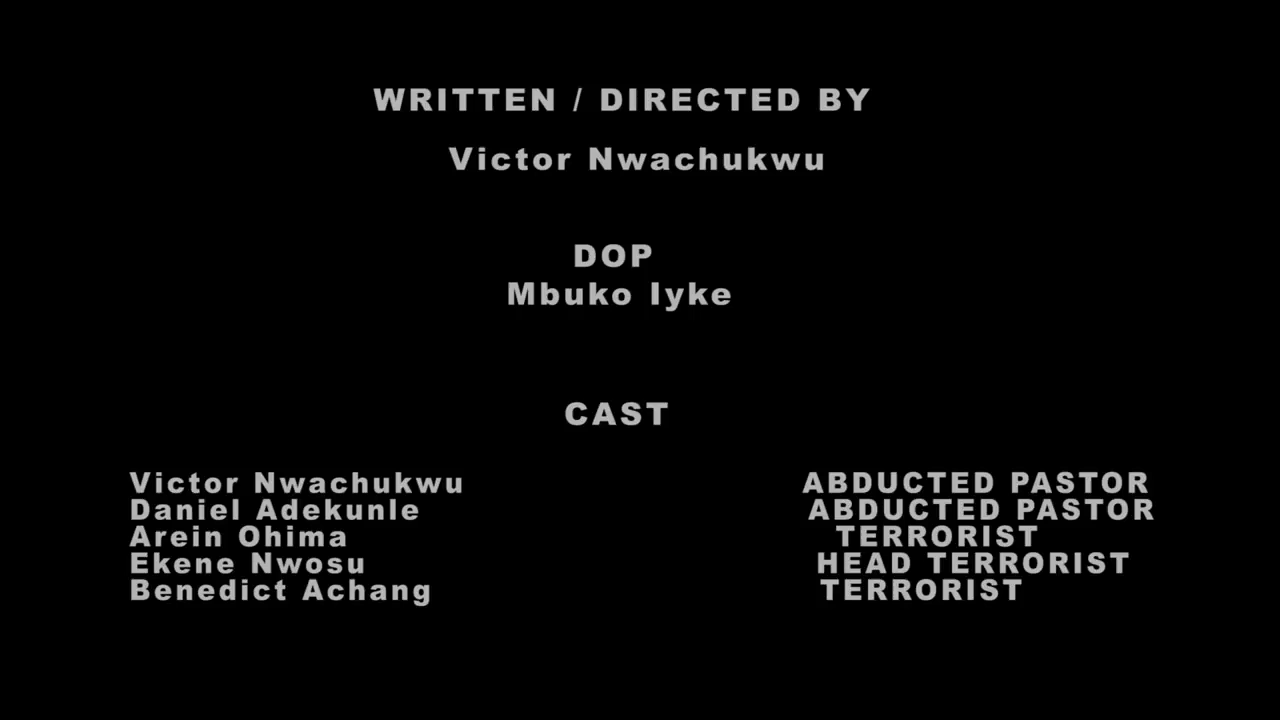 WRITTEN / DIRECTED BY
Victor Nwachukwu
DOP
Mbuko Iyke
CAST
Victor Nwachukwu ABDUCTED PASTOR
Daniel Adekunle ABDUCTED PASTOR
Arein Ohima TERRORIST
Ekene Nwosu HEAD TERRORIST
Benedict Achang TERRORIST